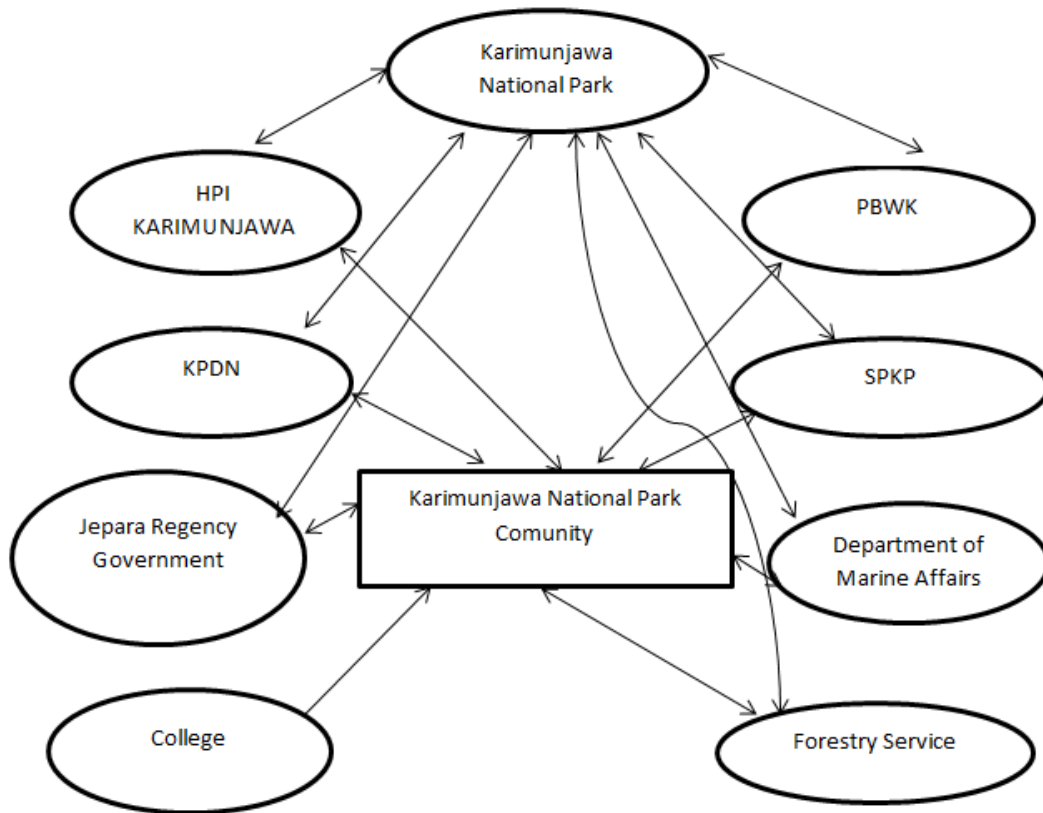 Karimunjawa
National Park
HPI
KARIMUNJAWA
PBWK
KPDN
SPKP
Karimunjawa National Park
Comunity
Jepara Regency
Government
Department of
Marine Affairs
College
Forestry Service